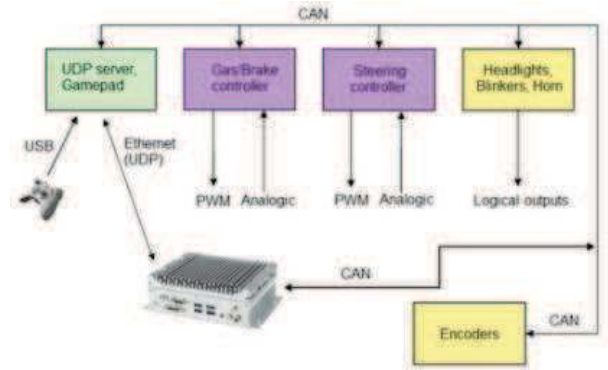 CAN
UDP server,
Gamepad
Gas/Brake
controller
Steering
controller
Headlights,
Blinkers, Horn
USB
Ethernet
(UDP)
PWM
Analogic
PWM
Analogic
Logical outputs
CAN
Encoders
CAN